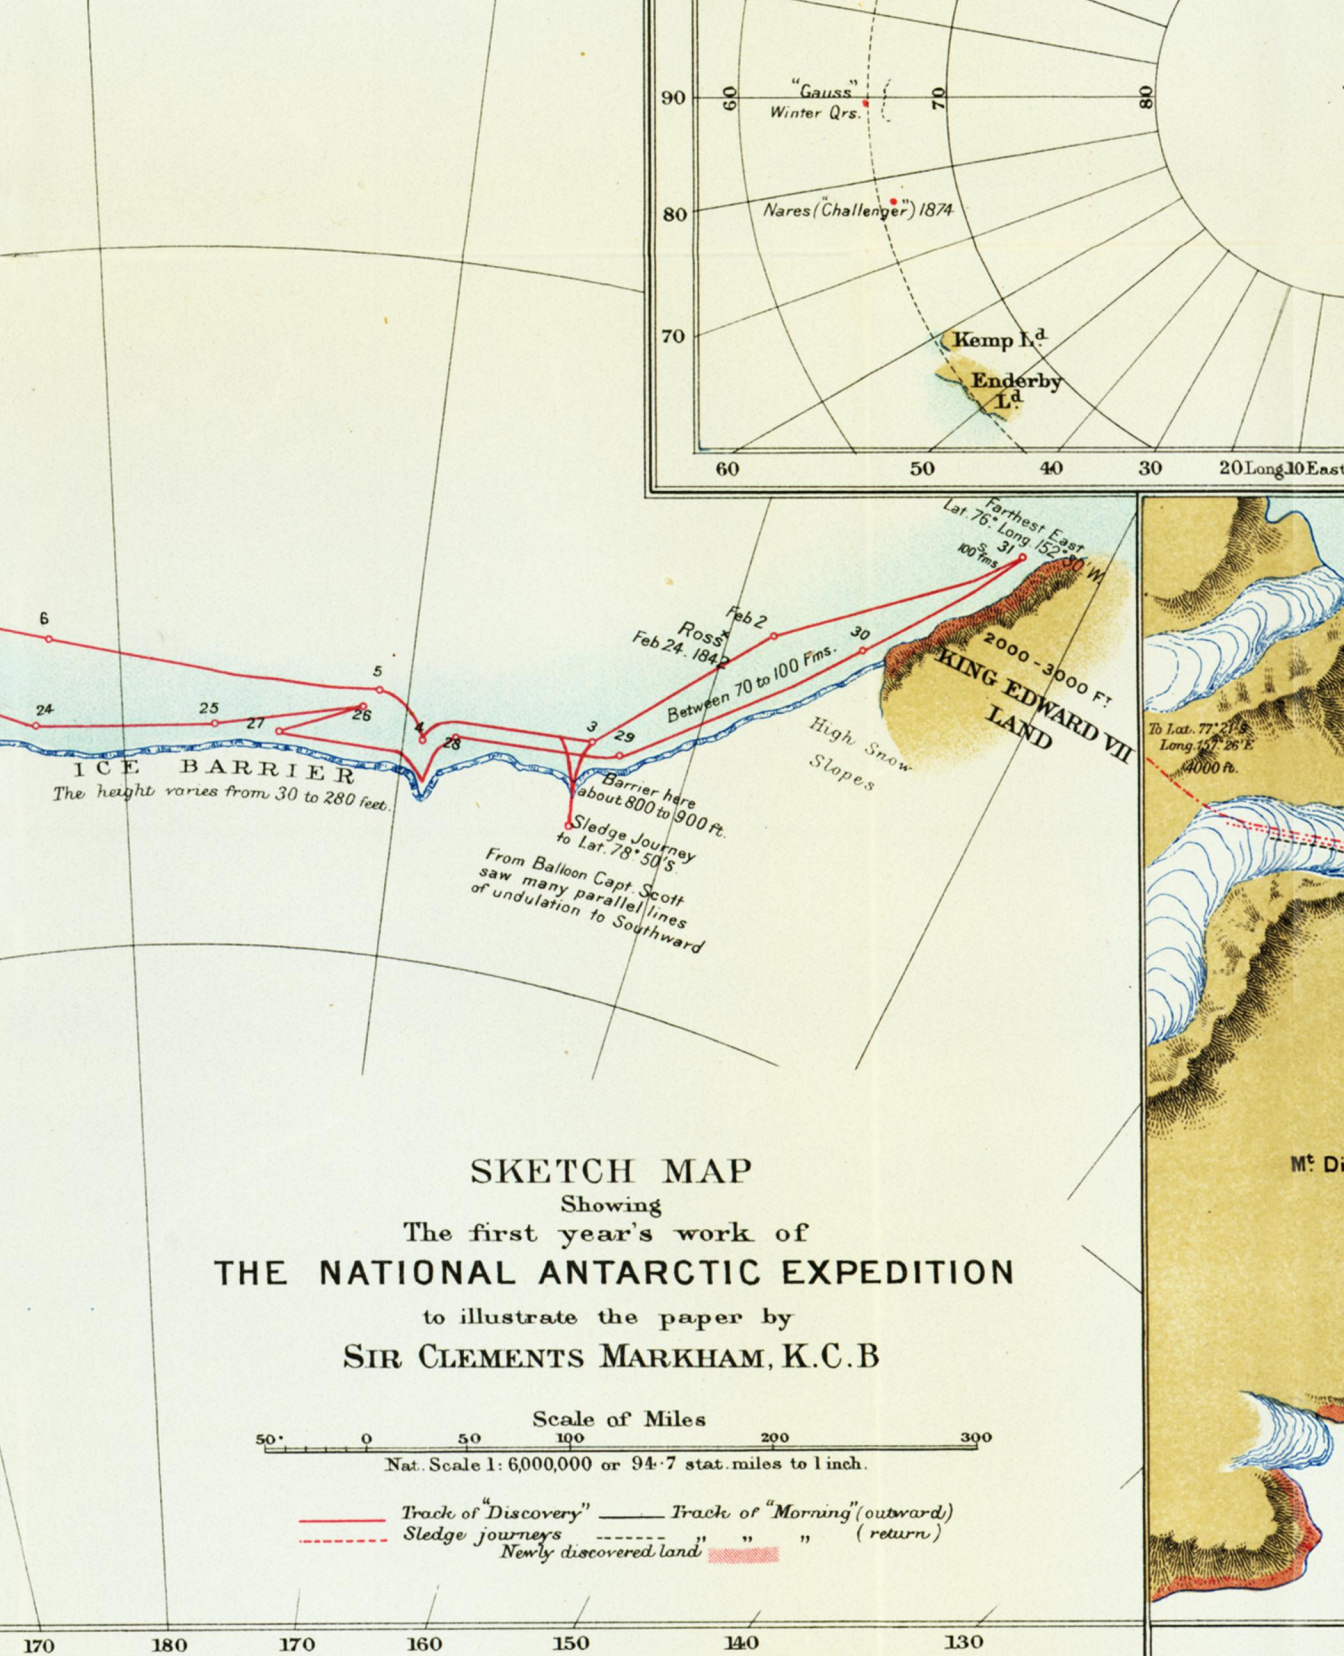 90
60
70
80
"Gauss"
Winter Qrs.
80
Nares ("Challenger") 1874
70
Kemp Ld.
Enderby
Ld.
60
50
40
30
20 Long. 10 East
Farthest East
Lat. 76° Long. 152° 30' W.
31
100 fms.
6
5
24
25
26
27
4
28
3
29
30
Feb 2
Ross
Feb 24. 1842
Between 70 to 100 Fms.
2000 - 3000 FT.
KING EDWARD VII
LAND
High Snow
Slopes
ICE BARRIER
The height varies from 30 to 280 feet.
Barrier here
about 800 to 900 ft.
Sledge Journey
to Lat. 78° 50' S.
From Balloon Capt. Scott
saw many parallel lines
of undulation to Southward
To Lat. 77° 21' S
Long. 157° 26' E
4000 ft.
Mt.
SKETCH MAP
Showing
The first year's work of
THE NATIONAL ANTARCTIC EXPEDITION
to illustrate the paper by
SIR CLEMENTS MARKHAM, K.C.B
Scale of Miles
50 0 50 100 200 300
Nat. Scale 1 : 6,000,000 or 94·7 stat. miles to 1 inch.
Track of "Discovery" Track of "Morning" (outward)
Sledge journeys " " " (return)
Newly discovered land
170 180 170 160 150 140 130